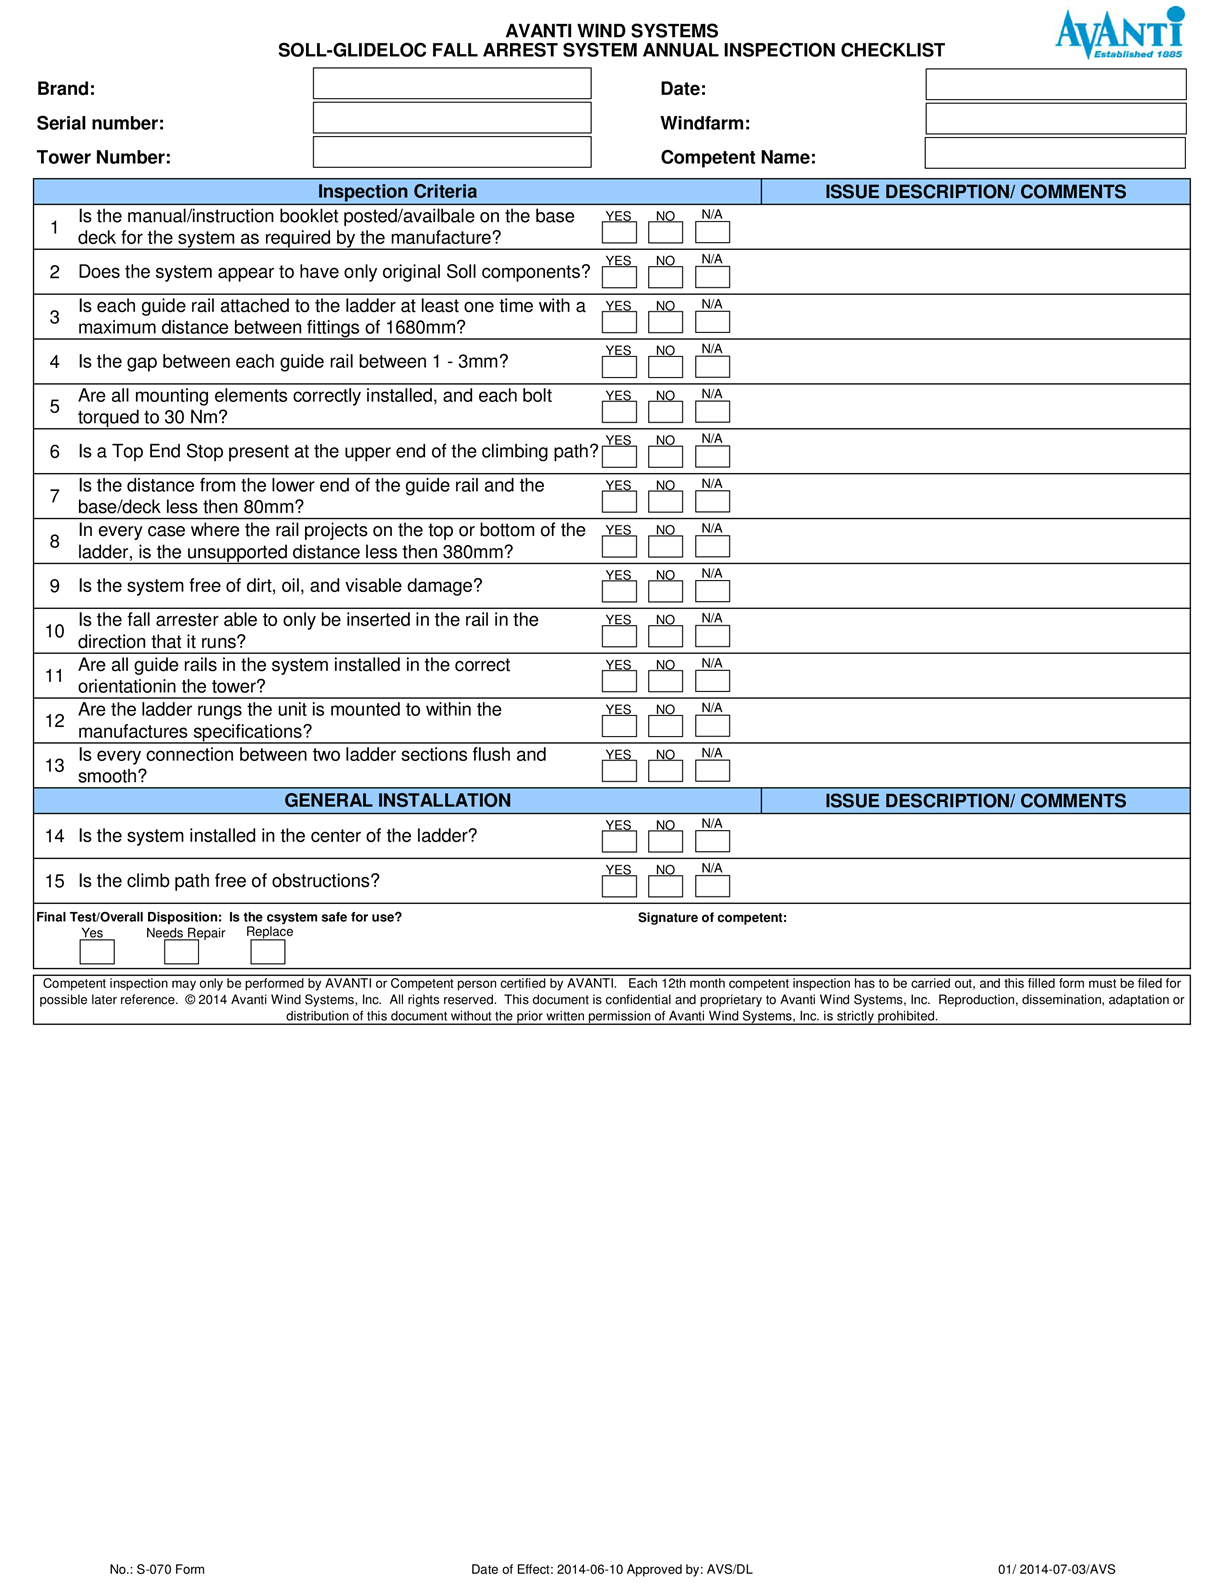 AVANTI WIND SYSTEMS
SOLL-GLIDELOC FALL ARREST SYSTEM ANNUAL INSPECTION CHECKLIST
AVANTI
Established 1885
Brand:
Date:
Serial number:
Windfarm:
Tower Number:
Competent Name:
Inspection Criteria
ISSUE DESCRIPTION/ COMMENTS
1
Is the manual/instruction booklet posted/availbale on the base
deck for the system as required by the manufacture?
YES NO N/A
2
Does the system appear to have only original Soll components?
YES NO N/A
3
Is each guide rail attached to the ladder at least one time with a
maximum distance between fittings of 1680mm?
YES NO N/A
4
Is the gap between each guide rail between 1 - 3mm?
YES NO N/A
5
Are all mounting elements correctly installed, and each bolt
torqued to 30 Nm?
YES NO N/A
6
Is a Top End Stop present at the upper end of the climbing path?
YES NO N/A
7
Is the distance from the lower end of the guide rail and the
base/deck less then 80mm?
YES NO N/A
8
In every case where the rail projects on the top or bottom of the
ladder, is the unsupported distance less then 380mm?
YES NO N/A
9
Is the system free of dirt, oil, and visable damage?
YES NO N/A
10
Is the fall arrester able to only be inserted in the rail in the
direction that it runs?
YES NO N/A
11
Are all guide rails in the system installed in the correct
orientationin the tower?
YES NO N/A
12
Are the ladder rungs the unit is mounted to within the
manufactures specifications?
YES NO N/A
13
Is every connection between two ladder sections flush and
smooth?
YES NO N/A
GENERAL INSTALLATION
ISSUE DESCRIPTION/ COMMENTS
14
Is the system installed in the center of the ladder?
YES NO N/A
15
Is the climb path free of obstructions?
YES NO N/A
Final Test/Overall Disposition:  Is the csystem safe for use?
Signature of competent:
Yes Needs Repair Replace
Competent inspection may only be performed by AVANTI or Competent person certified by AVANTI.   Each 12th month competent inspection has to be carried out, and this filled form must be filed for
possible later reference.  © 2014 Avanti Wind Systems, Inc.  All rights reserved.  This document is confidential and proprietary to Avanti Wind Systems, Inc.  Reproduction, dissemination, adaptation or
distribution of this document without the prior written permission of Avanti Wind Systems, Inc. is strictly prohibited.
No.: S-070 Form
Date of Effect: 2014-06-10 Approved by: AVS/DL
01/ 2014-07-03/AVS